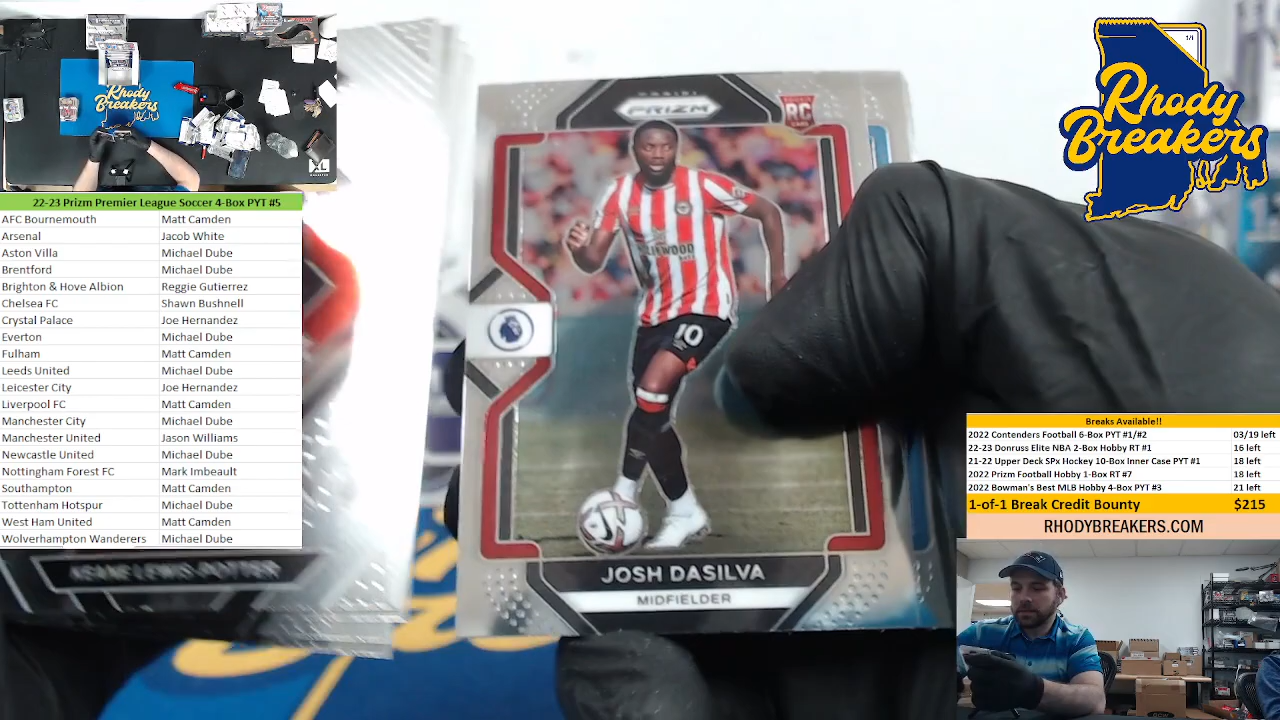 22-23 Prizm Premier League Soccer 4-Box PYT #5
AFC Bournemouth Matt Camden
Arsenal Jacob White
Aston Villa Michael Dube
Brentford Michael Dube
Brighton & Hove Albion Reggie Gutierrez
Chelsea FC Shawn Bushnell
Crystal Palace Joe Hernandez
Everton Michael Dube
Fulham Matt Camden
Leeds United Michael Dube
Leicester City Joe Hernandez
Liverpool FC Matt Camden
Manchester City Michael Dube
Manchester United Jason Williams
Newcastle United Michael Dube
Nottingham Forest FC Mark Imbeault
Southampton Matt Camden
Tottenham Hotspur Michael Dube
West Ham United Matt Camden
Wolverhampton Wanderers Michael Dube
Rhody
Breakers
XL
KEANE LEWIS-POTTER
PRIZM
RC
10
JOSH DASILVA
MIDFIELDER
1/1
Rhody
Breakers
Breaks Available!!
2022 Contenders Football 6-Box PYT #1/#2 03/19 left
22-23 Donruss Elite NBA 2-Box Hobby RT #1 16 left
21-22 Upper Deck SPx Hockey 10-Box Inner Case PYT #1 18 left
2022 Prizm Football Hobby 1-Box RT #7 18 left
2022 Bowman's Best MLB Hobby 4-Box PYT #3 21 left
1-of-1 Break Credit Bounty $215
RHODYBREAKERS.COM